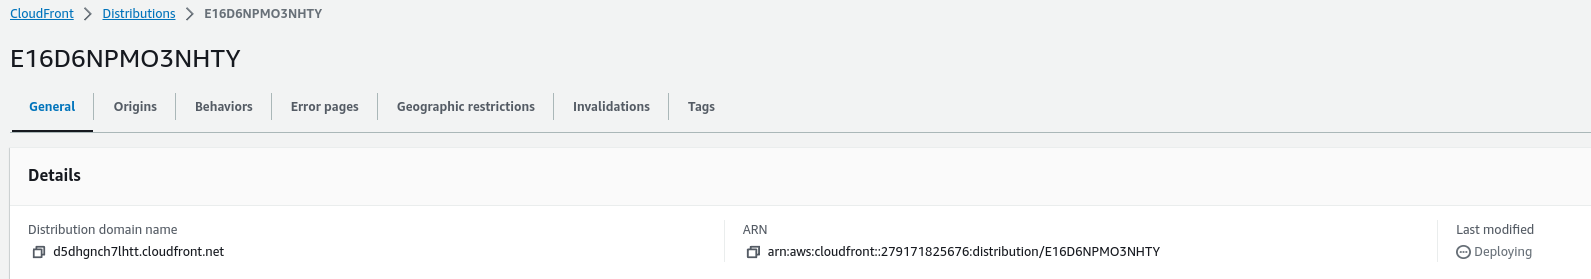 CloudFront > Distributions > E16D6NPMO3NHTY
E16D6NPMO3NHTY
General Origins Behaviors Error pages Geographic restrictions Invalidations Tags
Details
Distribution domain name ARN Last modified
d5dhgnch7lhtt.cloudfront.net arn:aws:cloudfront::279171825676:distribution/E16D6NPMO3NHTY Deploying